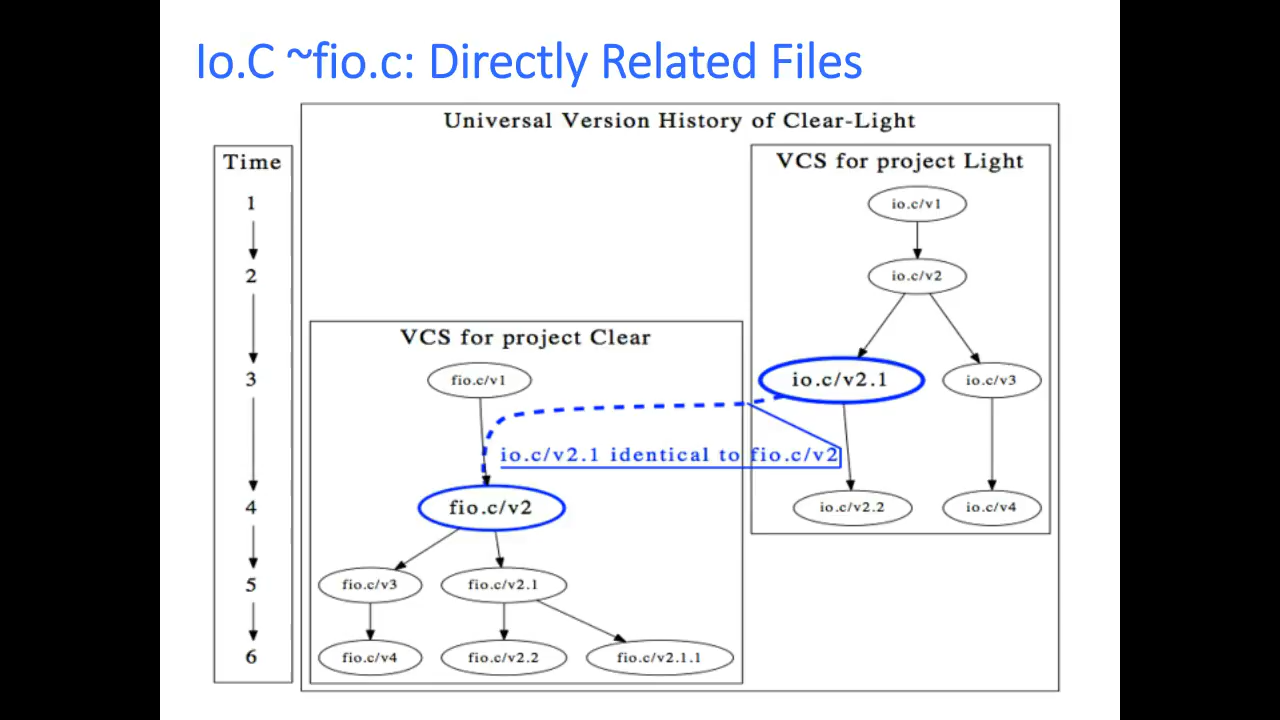 Io.C ~fio.c: Directly Related Files
Universal Version History of Clear-Light
Time
1
2
3
4
5
6
VCS for project Light
io.c/v1
io.c/v2
io.c/v2.1
io.c/v3
io.c/v2.2
io.c/v4
io.c/v2.1 identical to fio.c/v2
VCS for project Clear
fio.c/v1
fio.c/v2
fio.c/v3
fio.c/v2.1
fio.c/v4
fio.c/v2.2
fio.c/v2.1.1